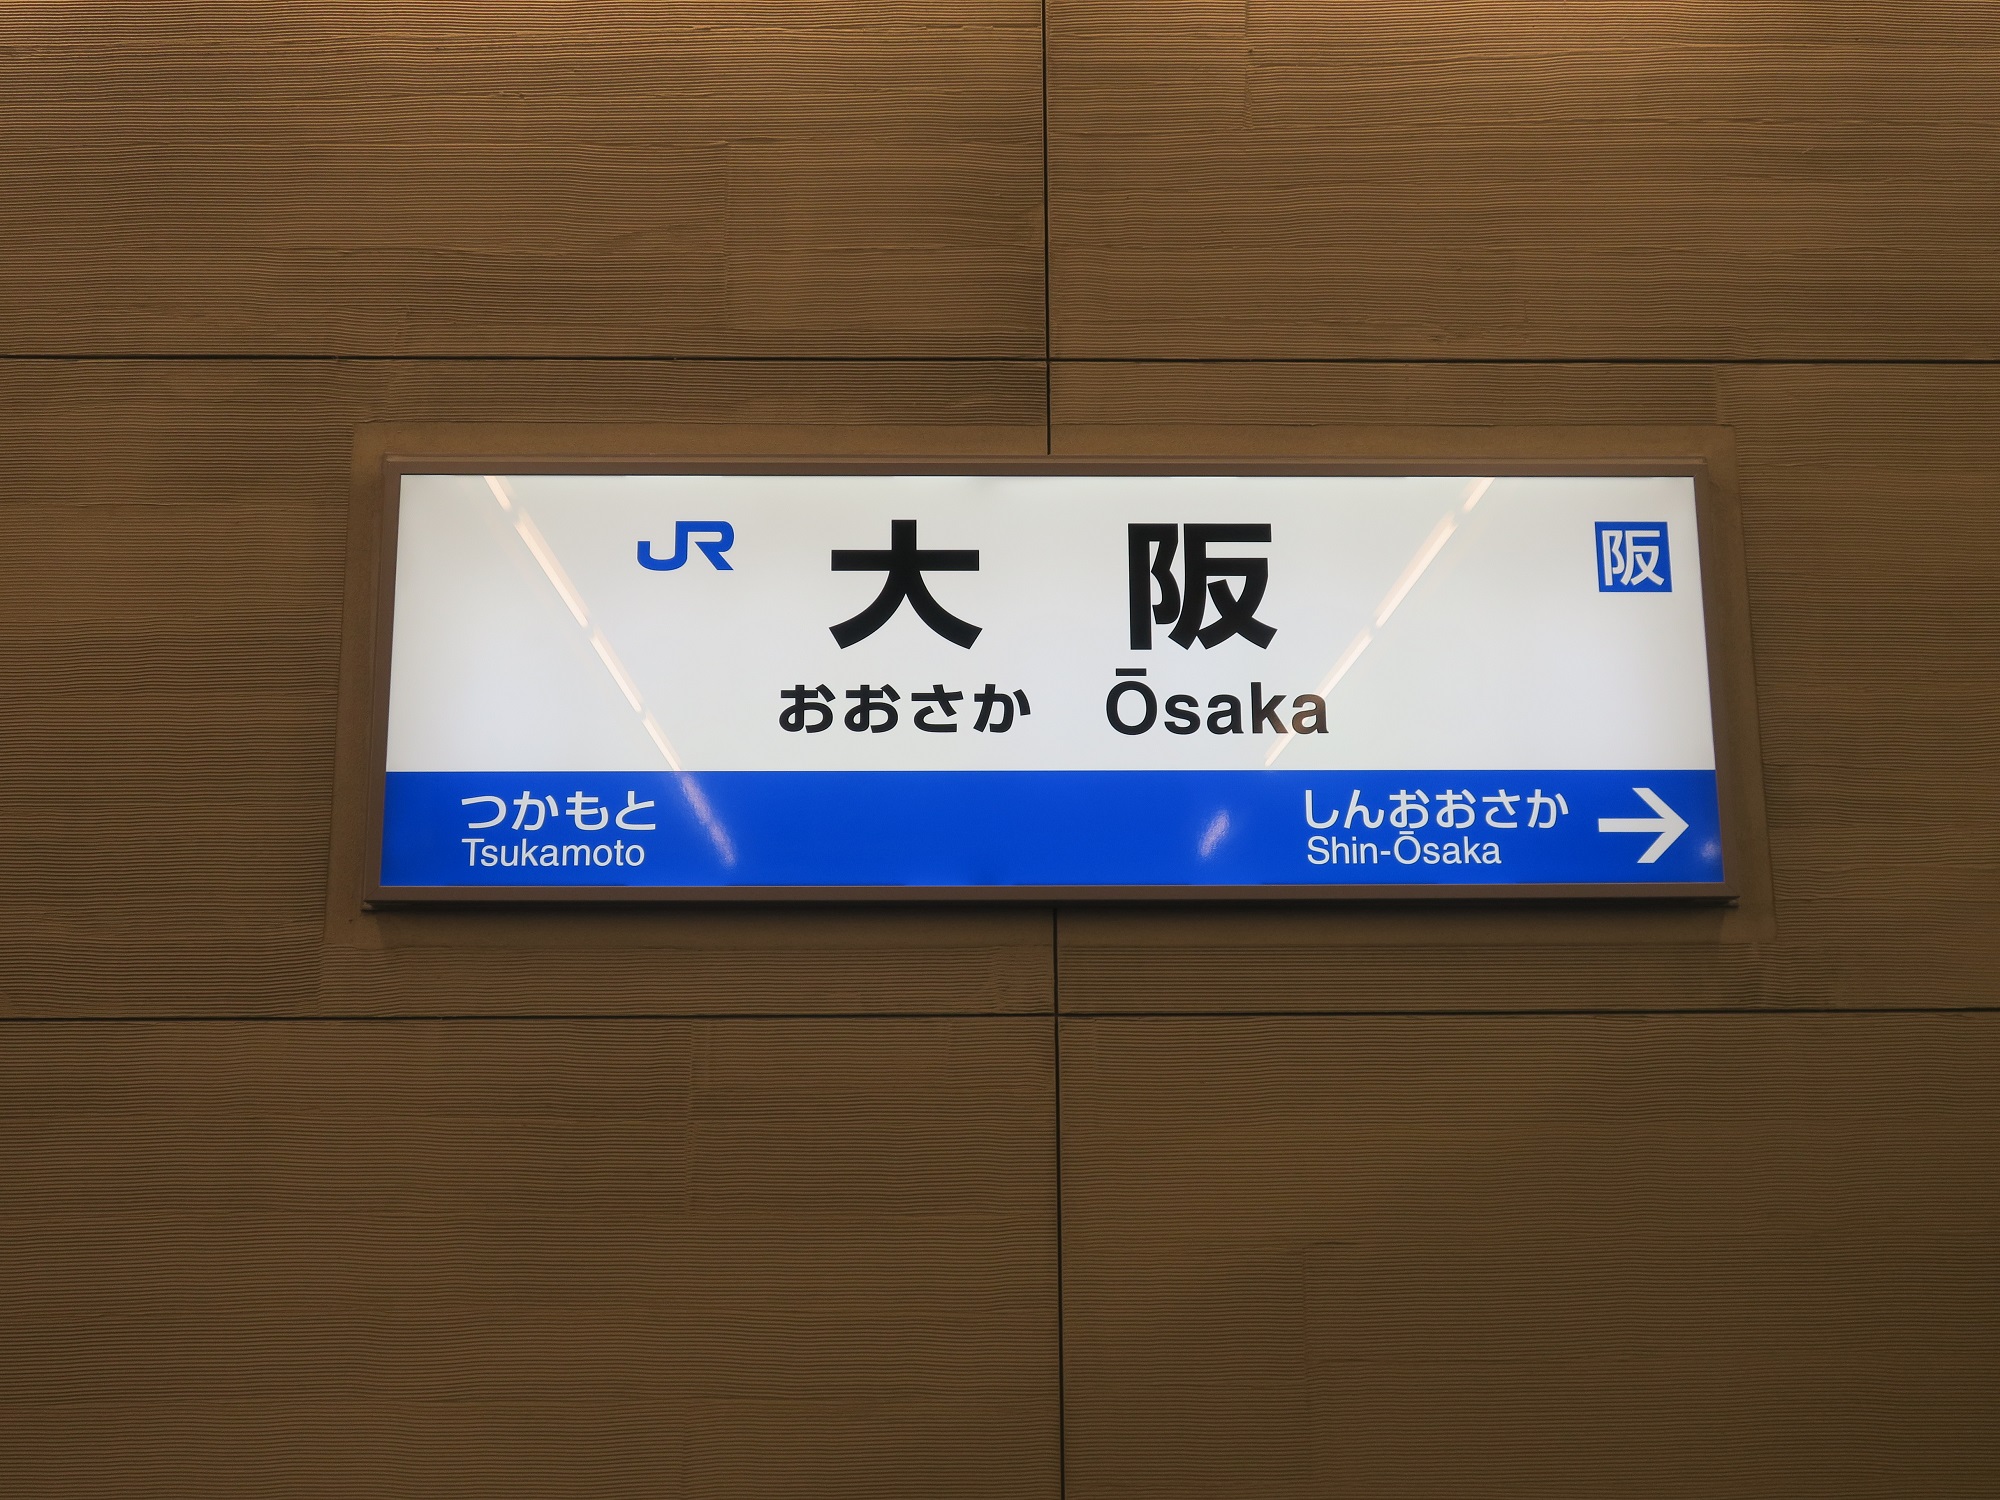 JR 大阪 阪
おおさか Ōsaka
つかもと
Tsukamoto
しんおおさか →
Shin-Ōsaka